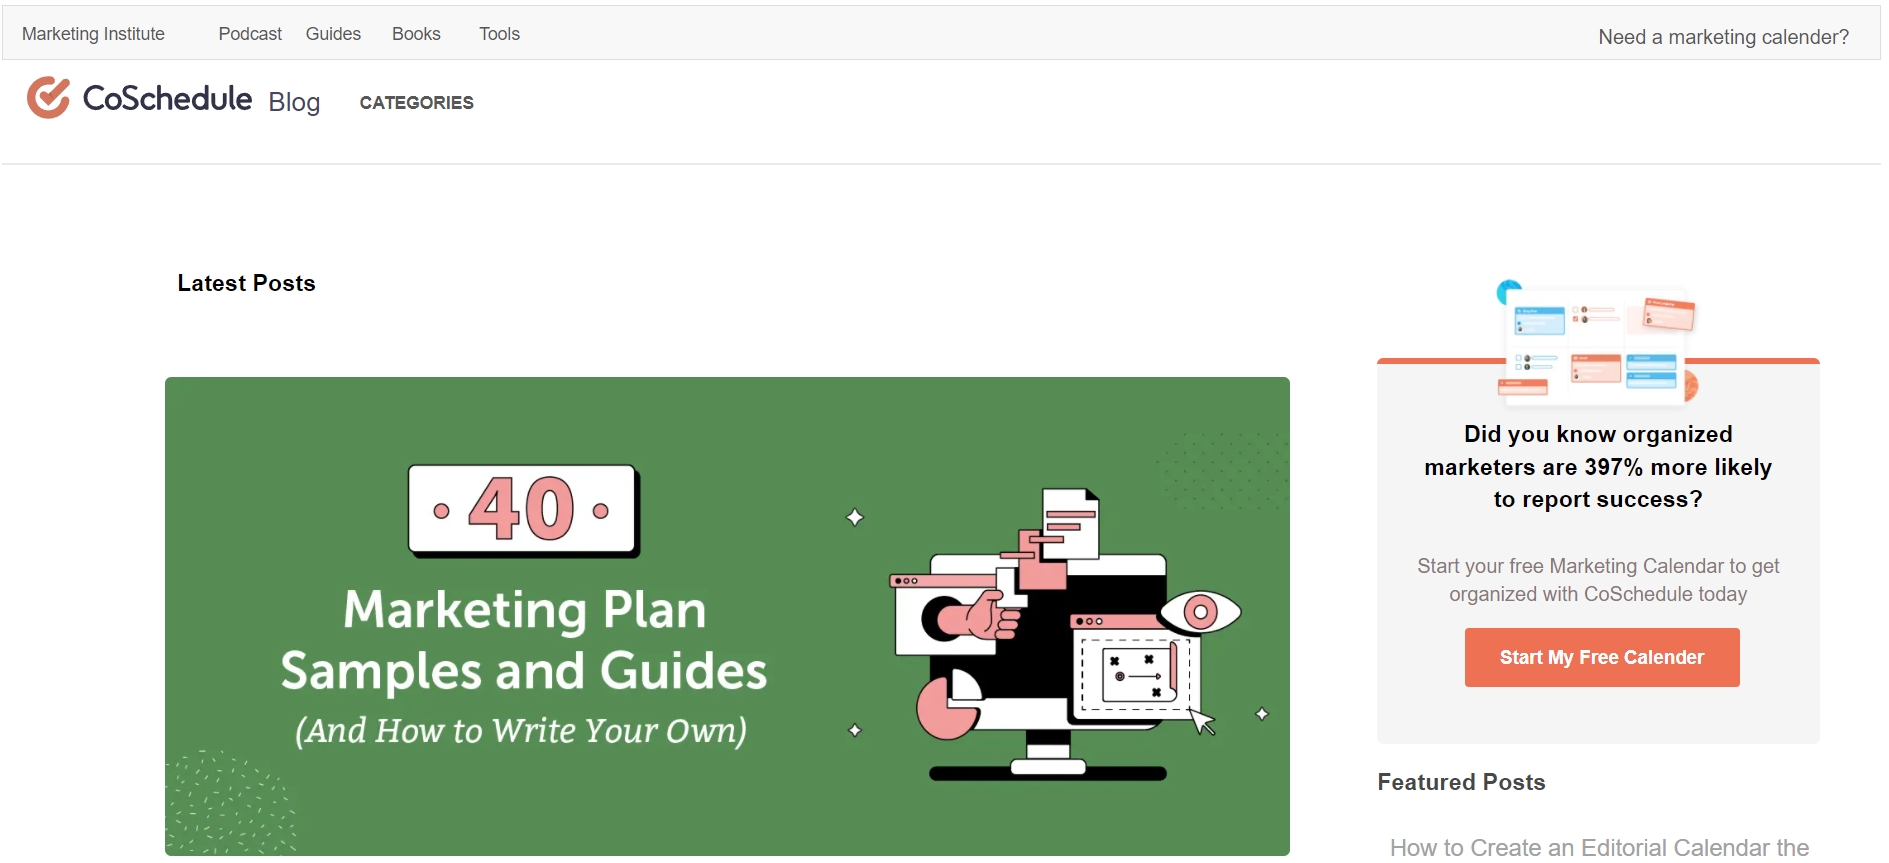 Marketing Institute Podcast Guides Books Tools Need a marketing calender?
CoSchedule Blog CATEGORIES
Latest Posts
40
Marketing Plan
Samples and Guides
(And How to Write Your Own)
Did you know organized
marketers are 397% more likely
to report success?
Start your free Marketing Calendar to get
organized with CoSchedule today
Start My Free Calender
Featured Posts
How to Create an Editorial Calendar the